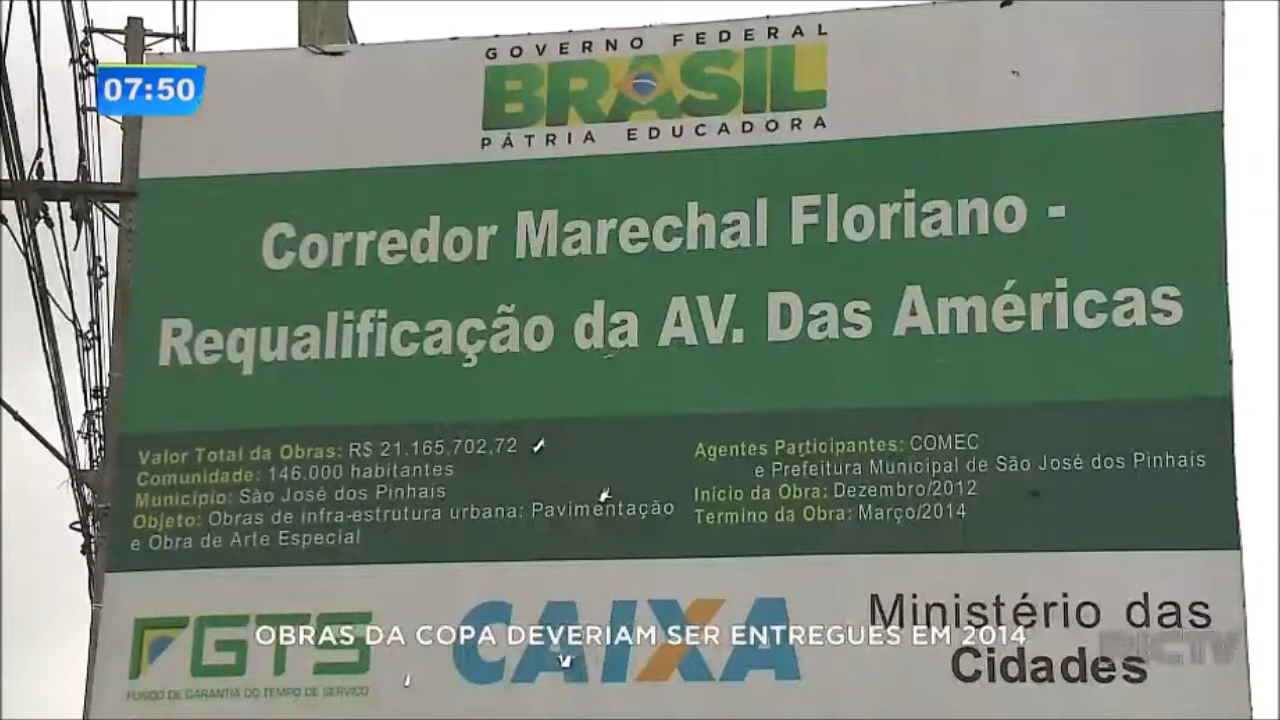 07:50
GOVERNO FEDERAL
BRASIL
PÁTRIA EDUCADORA
Corredor Marechal Floriano -
Requalificação da AV. Das Américas
Valor Total da Obras: R$ 21.165.702,72
Comunidade: 146.000 habitantes
Município: São José dos Pinhais
Objeto: Obras de infra-estrutura urbana: Pavimentação
e Obra de Arte Especial
Agentes Participantes: COMEC
e Prefeitura Municipal de São José dos Pinhais
Início da Obra: Dezembro/2012
Termino da Obra: Março/2014
FGTS
FUNDO DE GARANTIA DO TEMPO DE SERVIÇO
CAIXA
Ministério das
Cidades
OBRAS DA COPA DEVERIAM SER ENTREGUES EM 2014
RICTV